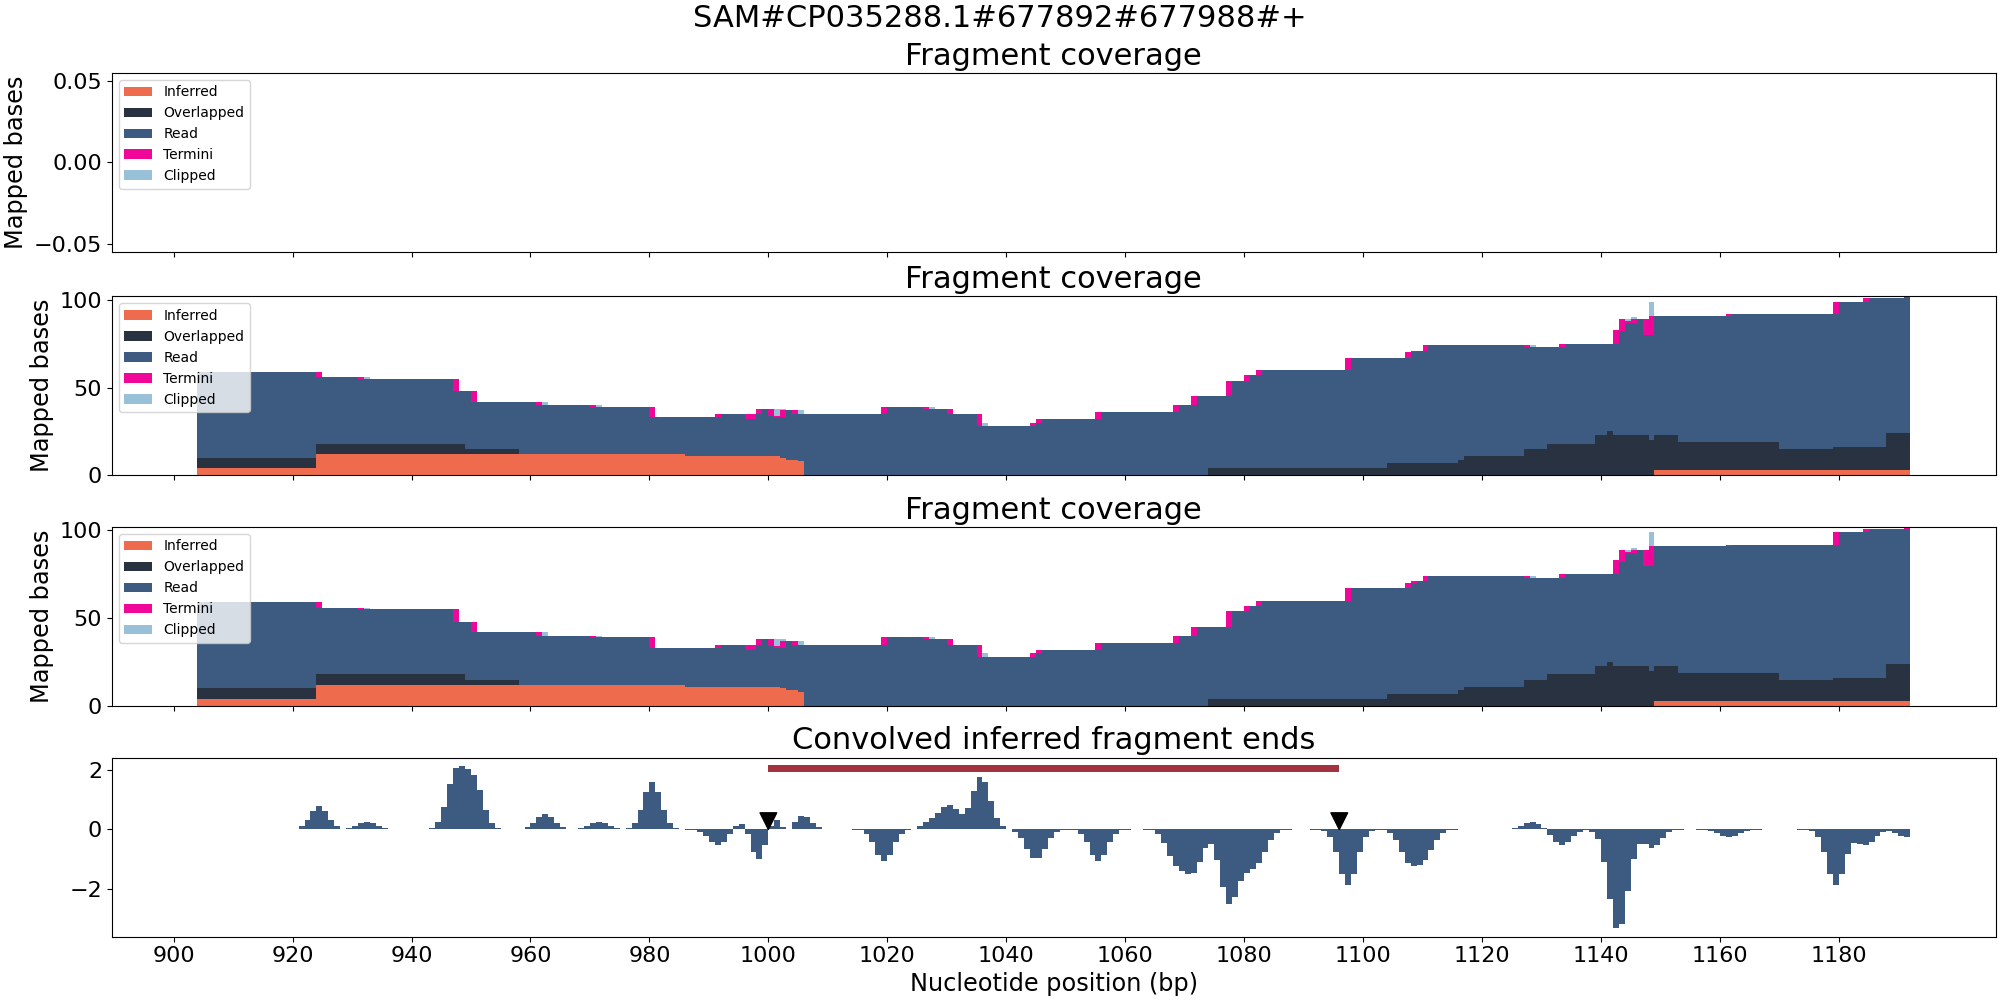 SAM#CP035288.1#677892#677988#+
Fragment coverage
Mapped bases
0.05
0.00
−0.05
Inferred
Overlapped
Read
Termini
Clipped
Fragment coverage
Mapped bases
100
50
0
Inferred
Overlapped
Read
Termini
Clipped
Fragment coverage
Mapped bases
100
50
0
Inferred
Overlapped
Read
Termini
Clipped
Convolved inferred fragment ends
2
0
−2
900 920 940 960 980 1000 1020 1040 1060 1080 1100 1120 1140 1160 1180
Nucleotide position (bp)